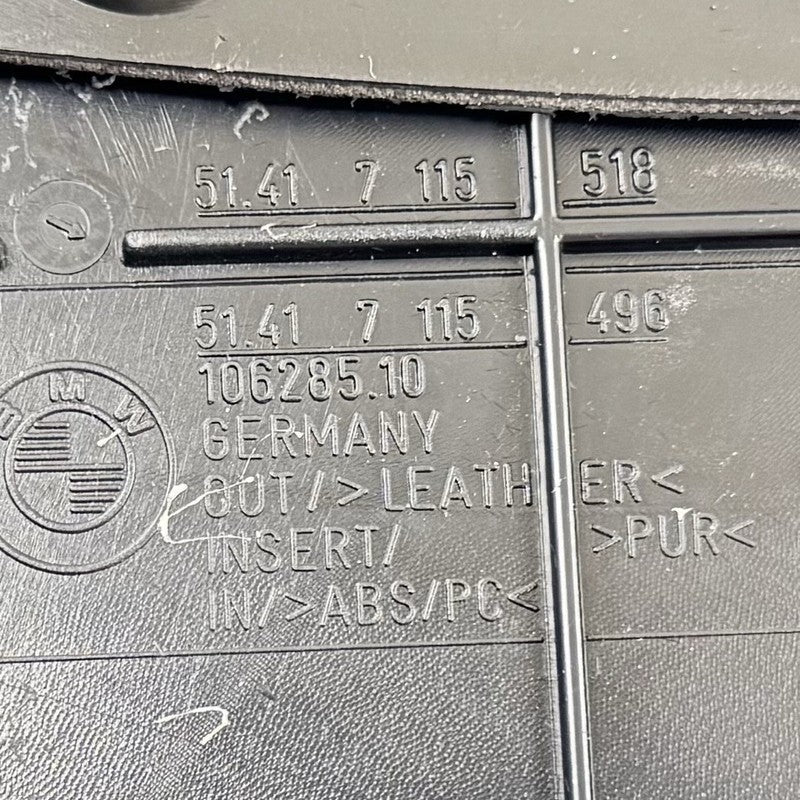 51.41 7 115 518
51.41 7 115 496
106285.10
GERMANY
OUT/>LEATHER<
INSERT/ >PUR<
IN/>ABS/PC<
BMW